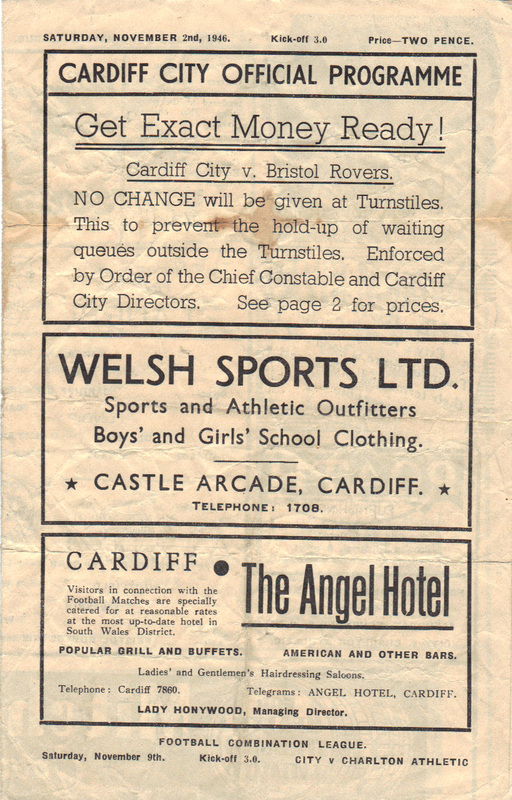 SATURDAY, NOVEMBER 2nd, 1946. Kick-off 3.0 Price—TWO PENCE.
CARDIFF CITY OFFICIAL PROGRAMME
Get Exact Money Ready!
Cardiff City v. Bristol Rovers.
NO CHANGE will be given at Turnstiles.
This to prevent the hold-up of waiting
queues outside the Turnstiles. Enforced
by Order of the Chief Constable and Cardiff
City Directors. See page 2 for prices.
WELSH SPORTS LTD.
Sports and Athletic Outfitters
Boys' and Girls' School Clothing.
★ CASTLE ARCADE, CARDIFF. ★
TELEPHONE: 1708.
CARDIFF ● The Angel Hotel
Visitors in connection with the
Football Matches are specially
catered for at reasonable rates
at the most up-to-date hotel in
South Wales District.
POPULAR GRILL AND BUFFETS. AMERICAN AND OTHER BARS.
Ladies' and Gentlemen's Hairdressing Saloons.
Telephone: Cardiff 7860. Telegrams: ANGEL HOTEL, CARDIFF.
LADY HONYWOOD, Managing Director.
FOOTBALL COMBINATION LEAGUE.
Saturday, November 9th. Kick-off 3.0. CITY v CHARLTON ATHLETIC